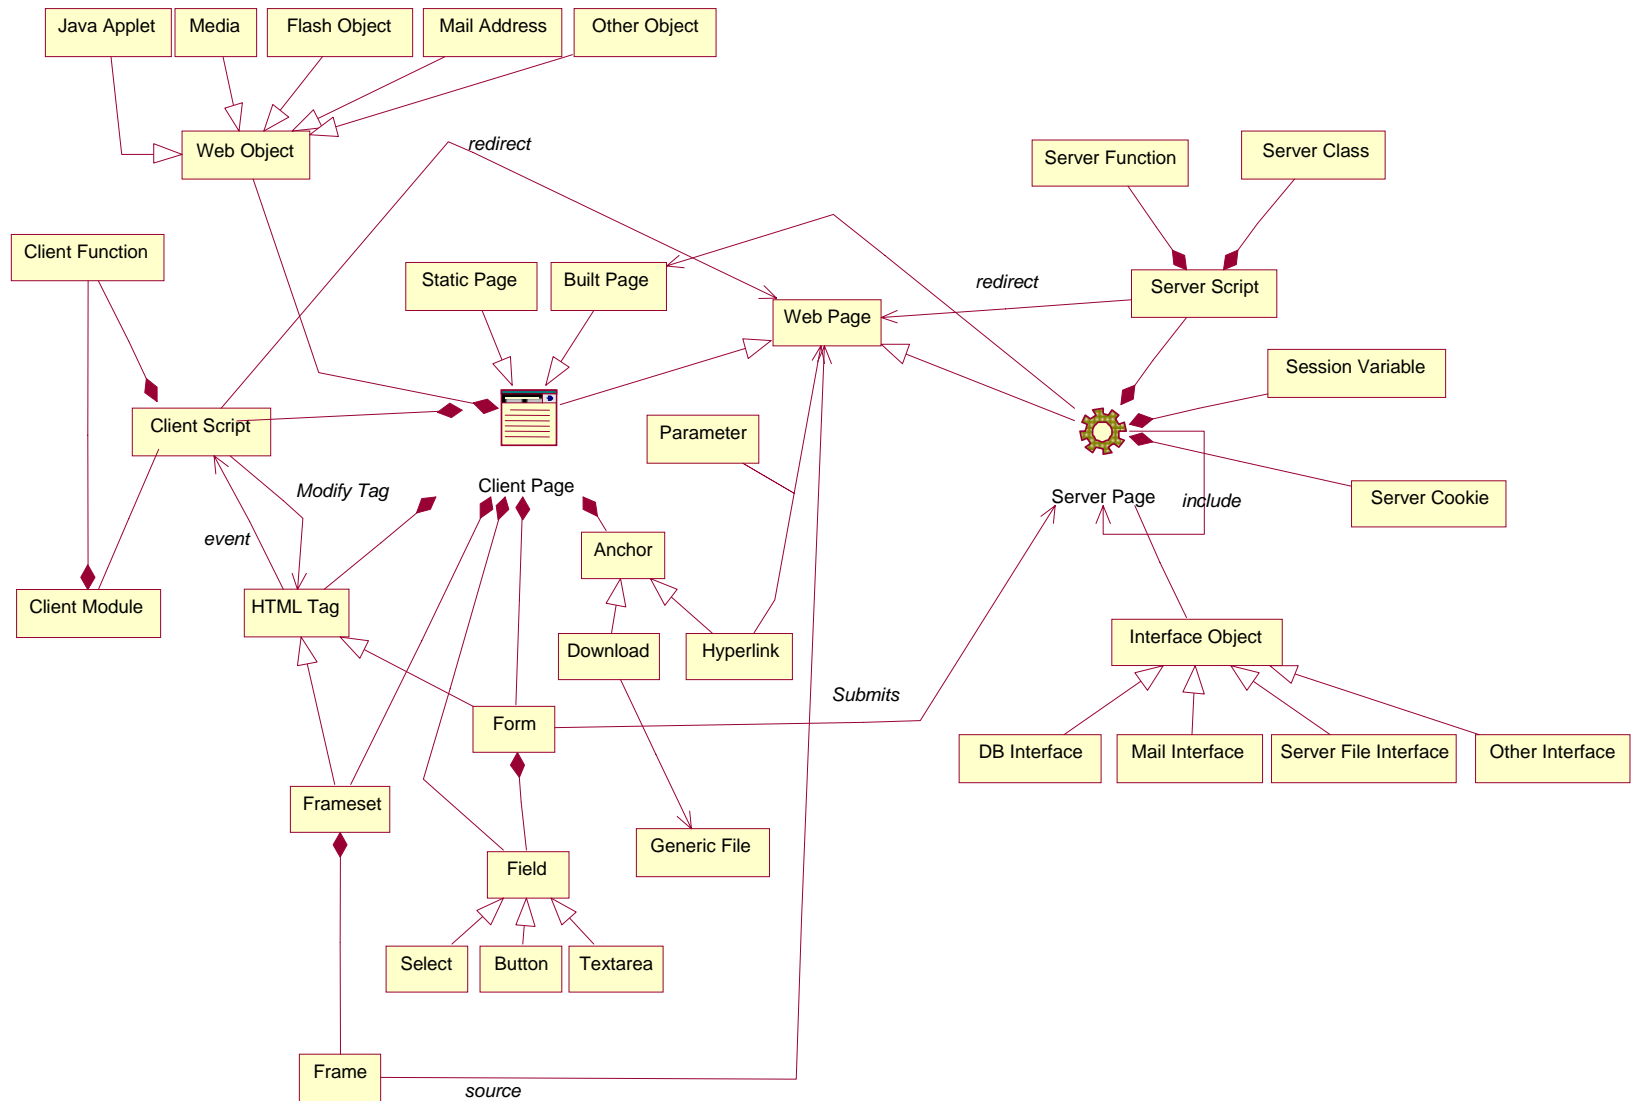 Java Applet
Media
Flash Object
Mail Address
Other Object
Web Object
redirect
Server Function
Server Class
Client Function
Static Page
Built Page
redirect
Server Script
Web Page
Session Variable
Client Script
Parameter
Modify Tag
Client Page
Server Page
include
Server Cookie
event
Anchor
Client Module
HTML Tag
Download
Hyperlink
Interface Object
Submits
Form
DB Interface
Mail Interface
Server File Interface
Other Interface
Frameset
Generic File
Field
Select
Button
Textarea
Frame
source